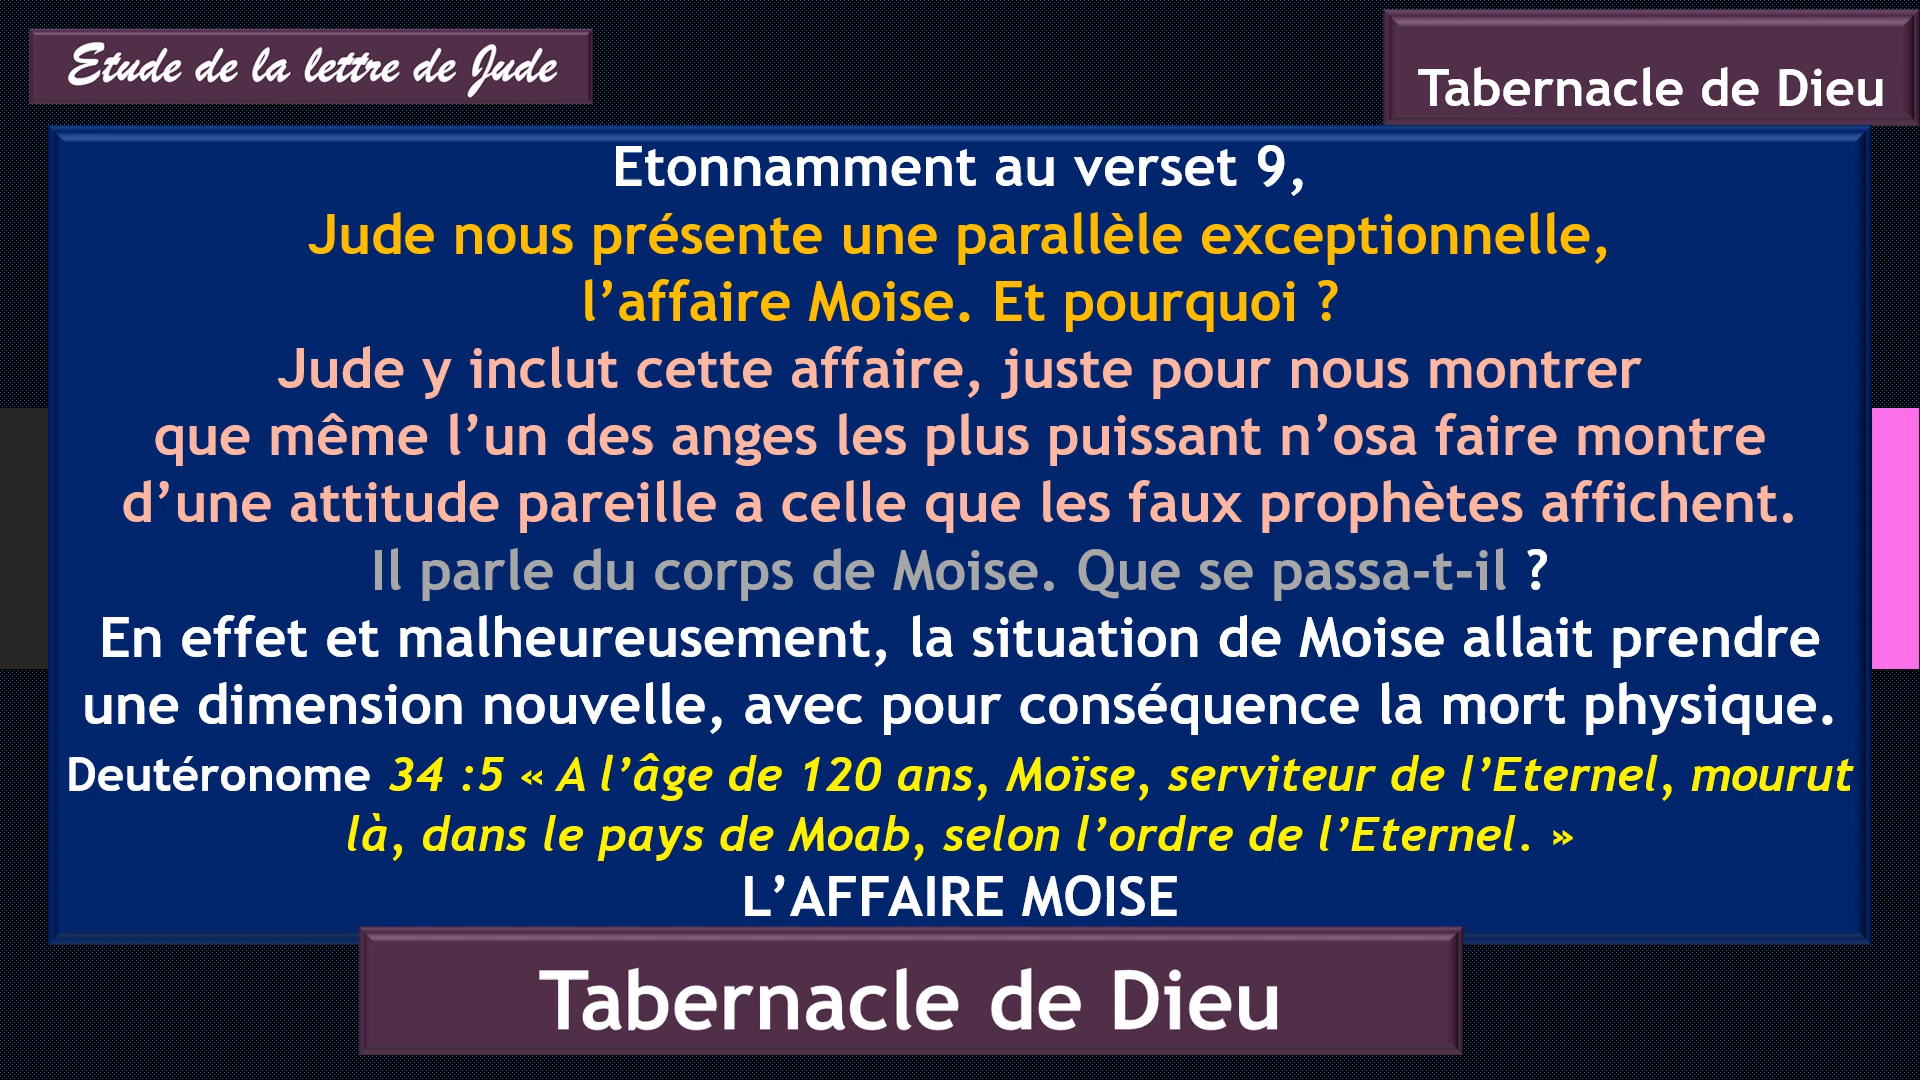 Etude de la lettre de Jude
Tabernacle de Dieu
Etonnamment au verset 9,
Jude nous présente une parallèle exceptionnelle,
l’affaire Moise. Et pourquoi ?
Jude y inclut cette affaire, juste pour nous montrer
que même l’un des anges les plus puissant n’osa faire montre
d’une attitude pareille a celle que les faux prophètes affichent.
Il parle du corps de Moise. Que se passa-t-il ?
En effet et malheureusement, la situation de Moise allait prendre
une dimension nouvelle, avec pour conséquence la mort physique.
Deutéronome 34 :5 « A l’âge de 120 ans, Moïse, serviteur de l’Eternel, mourut
là, dans le pays de Moab, selon l’ordre de l’Eternel. »
L’AFFAIRE MOISE
Tabernacle de Dieu